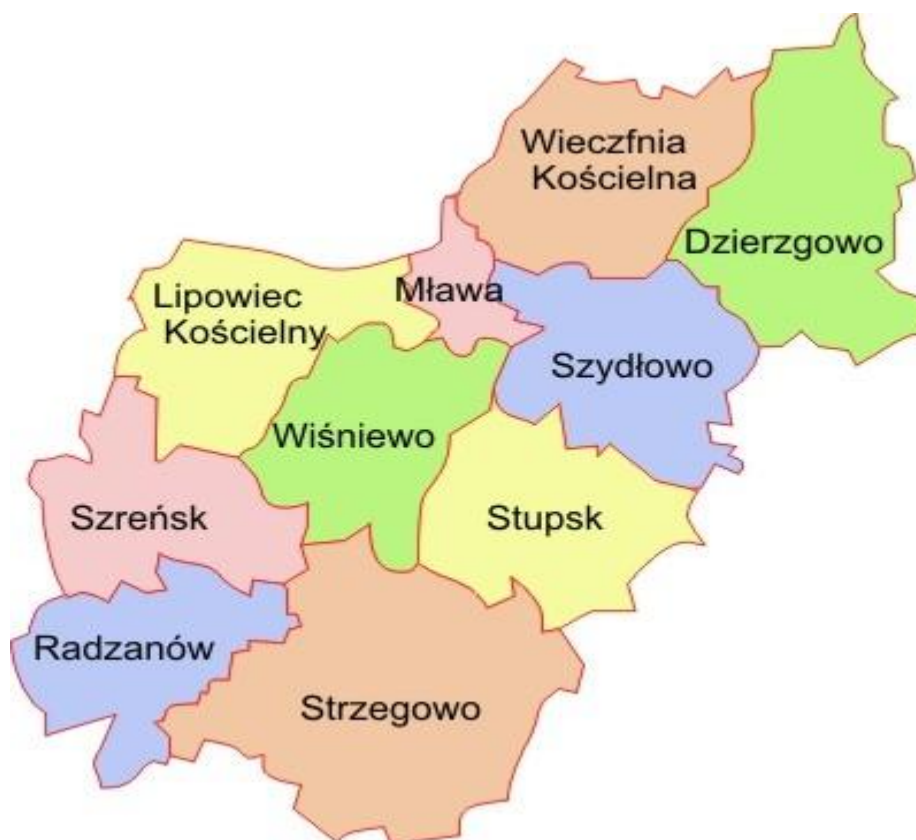 Wieczfnia
Kościelna
Dzierzgowo
Lipowiec
Kościelny
Mława
Szydłowo
Wiśniewo
Szreńsk
Stupsk
Radzanów
Strzegowo